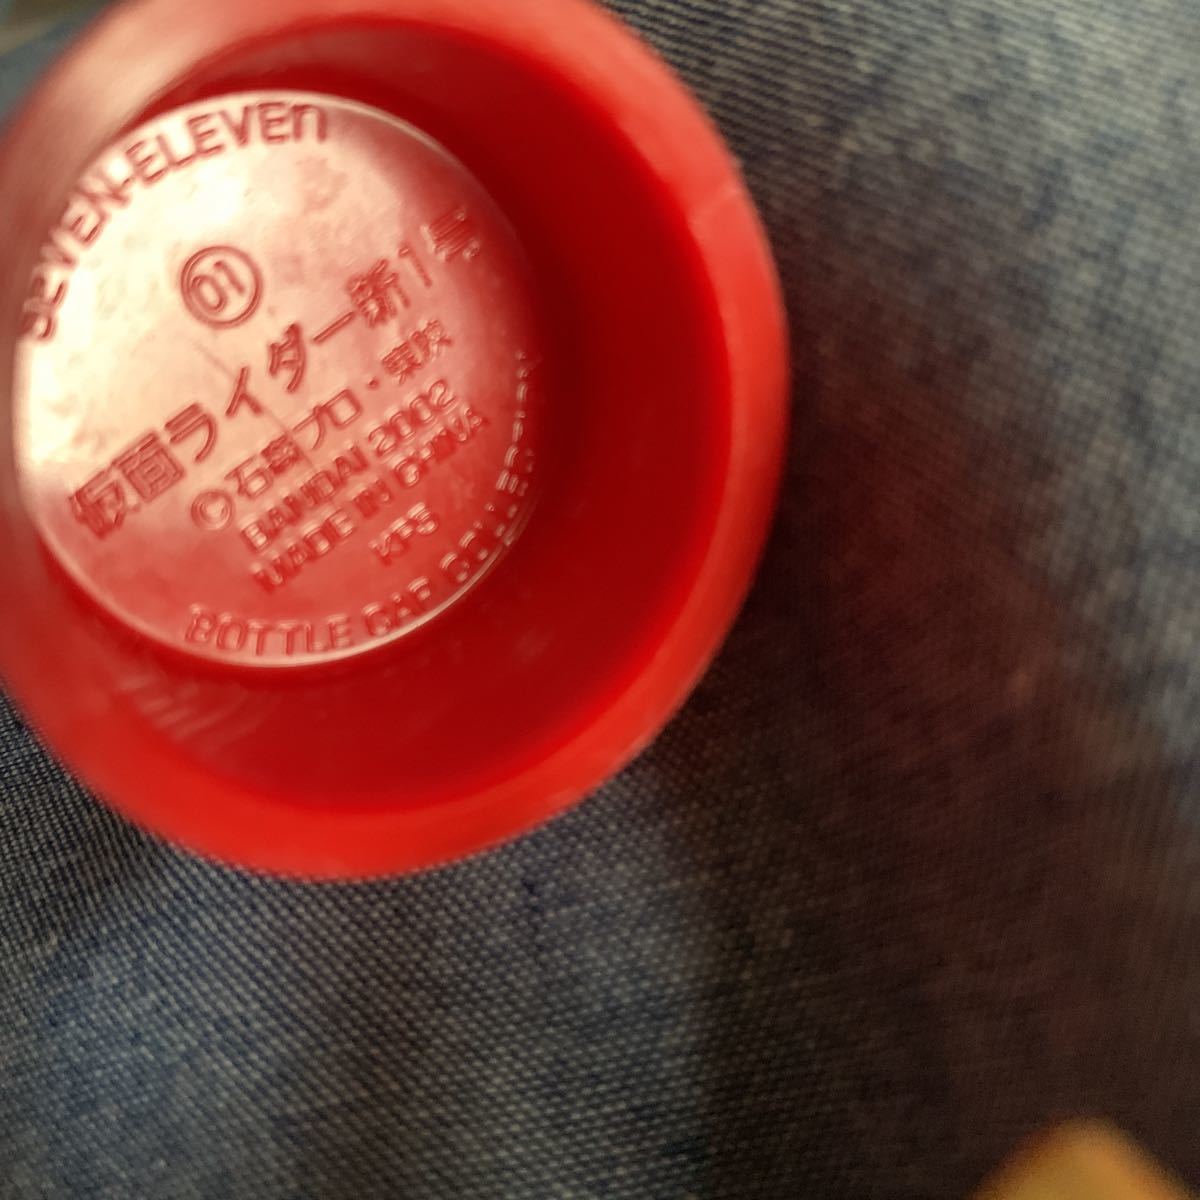 SEVEN-ELEVEn
01
仮面ライダー新1号
©石森プロ・東映
BANDAI 2002
MADE IN CHINA
KFS
BOTTLE CAP COLLECTION